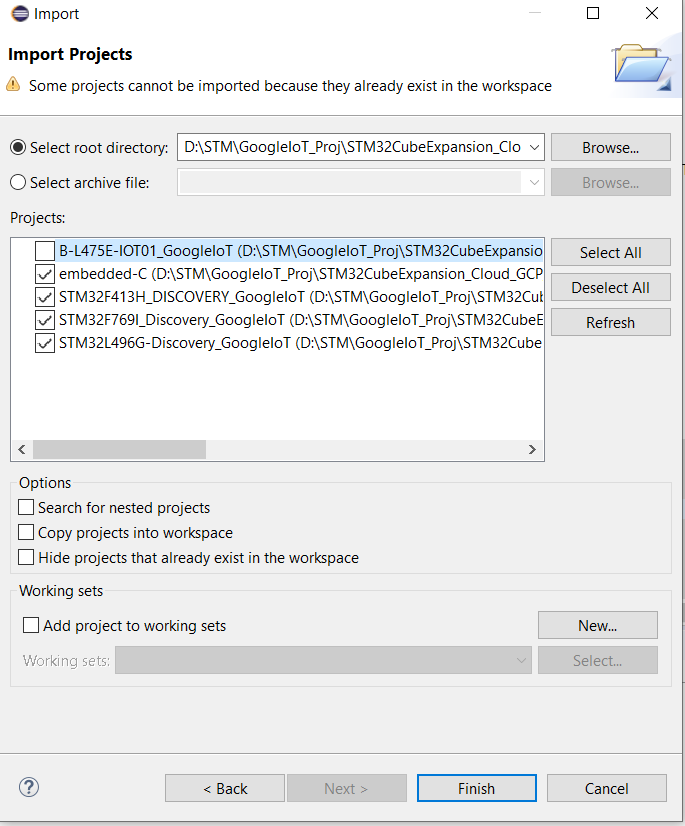 Import
Import Projects
Some projects cannot be imported because they already exist in the workspace
Select root directory: D:\STM\GoogleIoT_Proj\STM32CubeExpansion_Clo Browse...
Select archive file: Browse...
Projects:
B-L475E-IOT01_GoogleIoT (D:\STM\GoogleIoT_Proj\STM32CubeExpansio Select All
embedded-C (D:\STM\GoogleIoT_Proj\STM32CubeExpansion_Cloud_GCP Deselect All
STM32F413H_DISCOVERY_GoogleIoT (D:\STM\GoogleIoT_Proj\STM32Cul
STM32F769I_Discovery_GoogleIoT (D:\STM\GoogleIoT_Proj\STM32CubeE Refresh
STM32L496G-Discovery_GoogleIoT (D:\STM\GoogleIoT_Proj\STM32Cube
Options
Search for nested projects
Copy projects into workspace
Hide projects that already exist in the workspace
Working sets
Add project to working sets New...
Working sets: Select...
? < Back Next > Finish Cancel